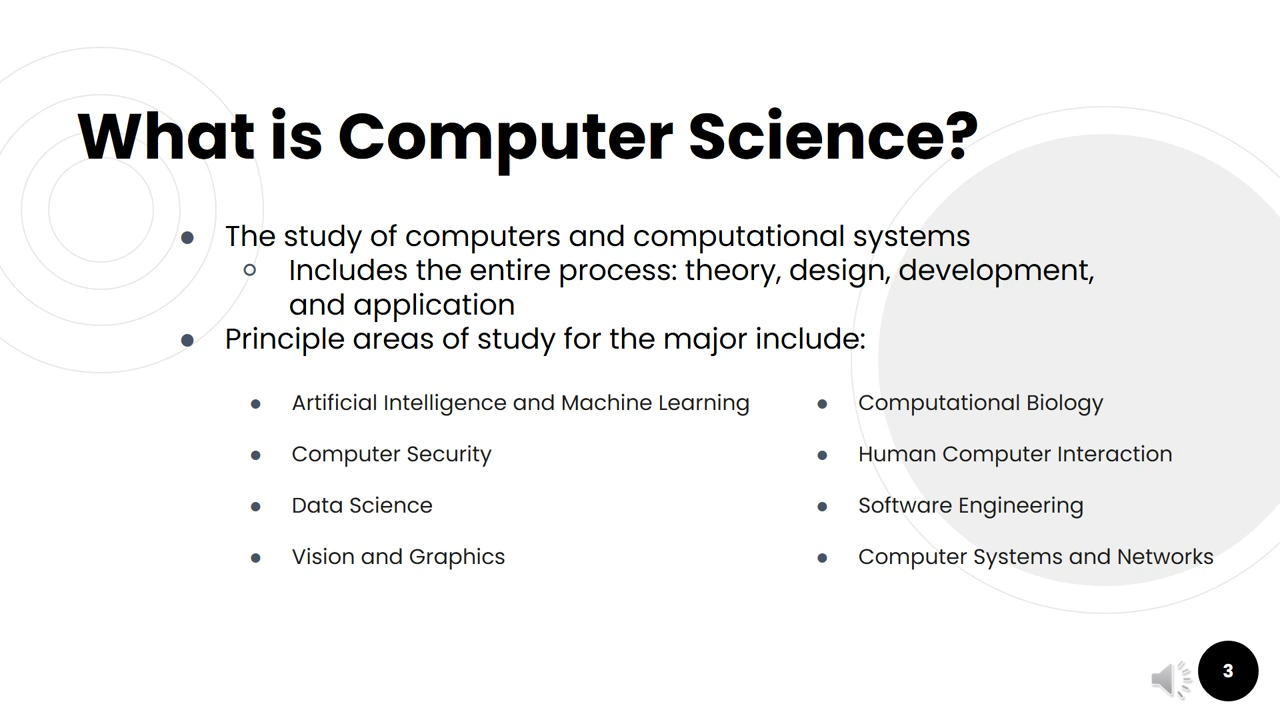 What is Computer Science?
● The study of computers and computational systems
○ Includes the entire process: theory, design, development,
and application
● Principle areas of study for the major include:
● Artificial Intelligence and Machine Learning
● Computer Security
● Data Science
● Vision and Graphics
● Computational Biology
● Human Computer Interaction
● Software Engineering
● Computer Systems and Networks
3